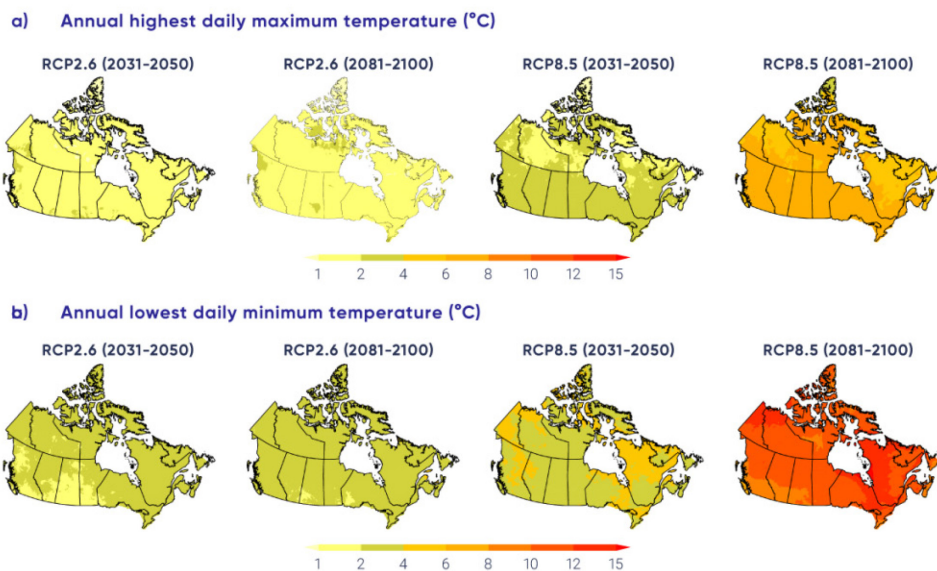 a) Annual highest daily maximum temperature (°C)
RCP2.6 (2031-2050) RCP2.6 (2081-2100) RCP8.5 (2031-2050) RCP8.5 (2081-2100)
1 2 4 6 8 10 12 15
b) Annual lowest daily minimum temperature (°C)
RCP2.6 (2031-2050) RCP2.6 (2081-2100) RCP8.5 (2031-2050) RCP8.5 (2081-2100)
1 2 4 6 8 10 12 15